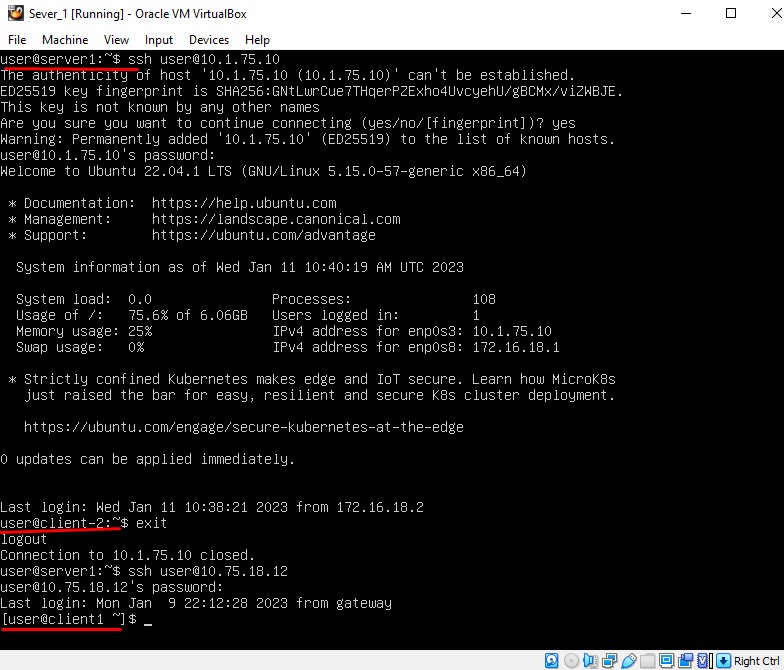 Sever_1 [Running] - Oracle VM VirtualBox
File Machine View Input Devices Help
user@server1:~$ ssh user@10.1.75.10
The authenticity of host '10.1.75.10 (10.1.75.10)' can't be established.
ED25519 key fingerprint is SHA256:GNtLwrCue7THqerPZExho4UvcyehU/gBCMx/viZWBJE.
This key is not known by any other names
Are you sure you want to continue connecting (yes/no/[fingerprint])? yes
Warning: Permanently added '10.1.75.10' (ED25519) to the list of known hosts.
user@10.1.75.10's password:
Welcome to Ubuntu 22.04.1 LTS (GNU/Linux 5.15.0-57-generic x86_64)
* Documentation:  https://help.ubuntu.com
* Management:     https://landscape.canonical.com
* Support:        https://ubuntu.com/advantage
System information as of Wed Jan 11 10:40:19 AM UTC 2023
System load:  0.0               Processes:               108
Usage of /:   75.6% of 6.06GB   Users logged in:         1
Memory usage: 25%               IPv4 address for enp0s3: 10.1.75.10
Swap usage:   0%                IPv4 address for enp0s8: 172.16.18.1
* Strictly confined Kubernetes makes edge and IoT secure. Learn how MicroK8s
just raised the bar for easy, resilient and secure K8s cluster deployment.
https://ubuntu.com/engage/secure-kubernetes-at-the-edge
0 updates can be applied immediately.
Last login: Wed Jan 11 10:38:21 2023 from 172.16.18.2
user@client-2:~$ exit
logout
Connection to 10.1.75.10 closed.
user@server1:~$ ssh user@10.75.18.12
user@10.75.18.12's password:
Last login: Mon Jan  9 22:12:28 2023 from gateway
[user@client1 ~]$ _
Right Ctrl